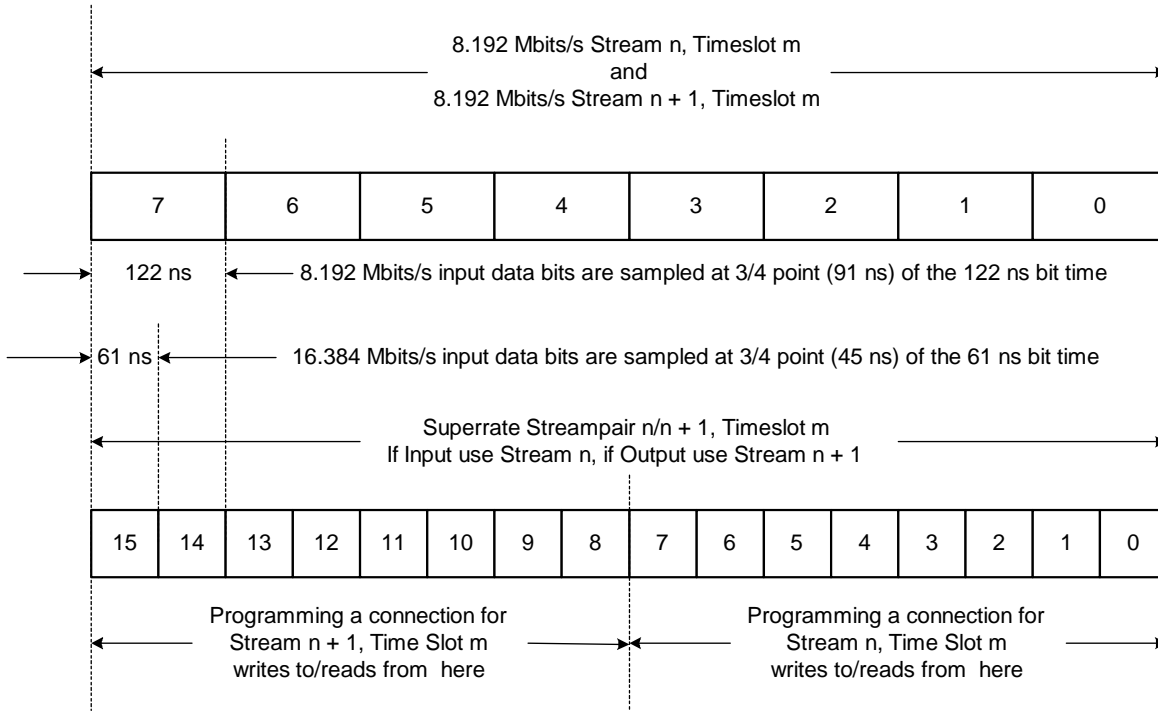 8.192 Mbits/s Stream n, Timeslot m
and
8.192 Mbits/s Stream n + 1, Timeslot m
7 6 5 4 3 2 1 0
122 ns 8.192 Mbits/s input data bits are sampled at 3/4 point (91 ns) of the 122 ns bit time
61 ns 16.384 Mbits/s input data bits are sampled at 3/4 point (45 ns) of the 61 ns bit time
Superrate Streampair n/n + 1, Timeslot m
If Input use Stream n, if Output use Stream n + 1
15 14 13 12 11 10 9 8 7 6 5 4 3 2 1 0
Programming a connection for
Stream n + 1, Time Slot m
writes to/reads from here
Programming a connection for
Stream n, Time Slot m
writes to/reads from here